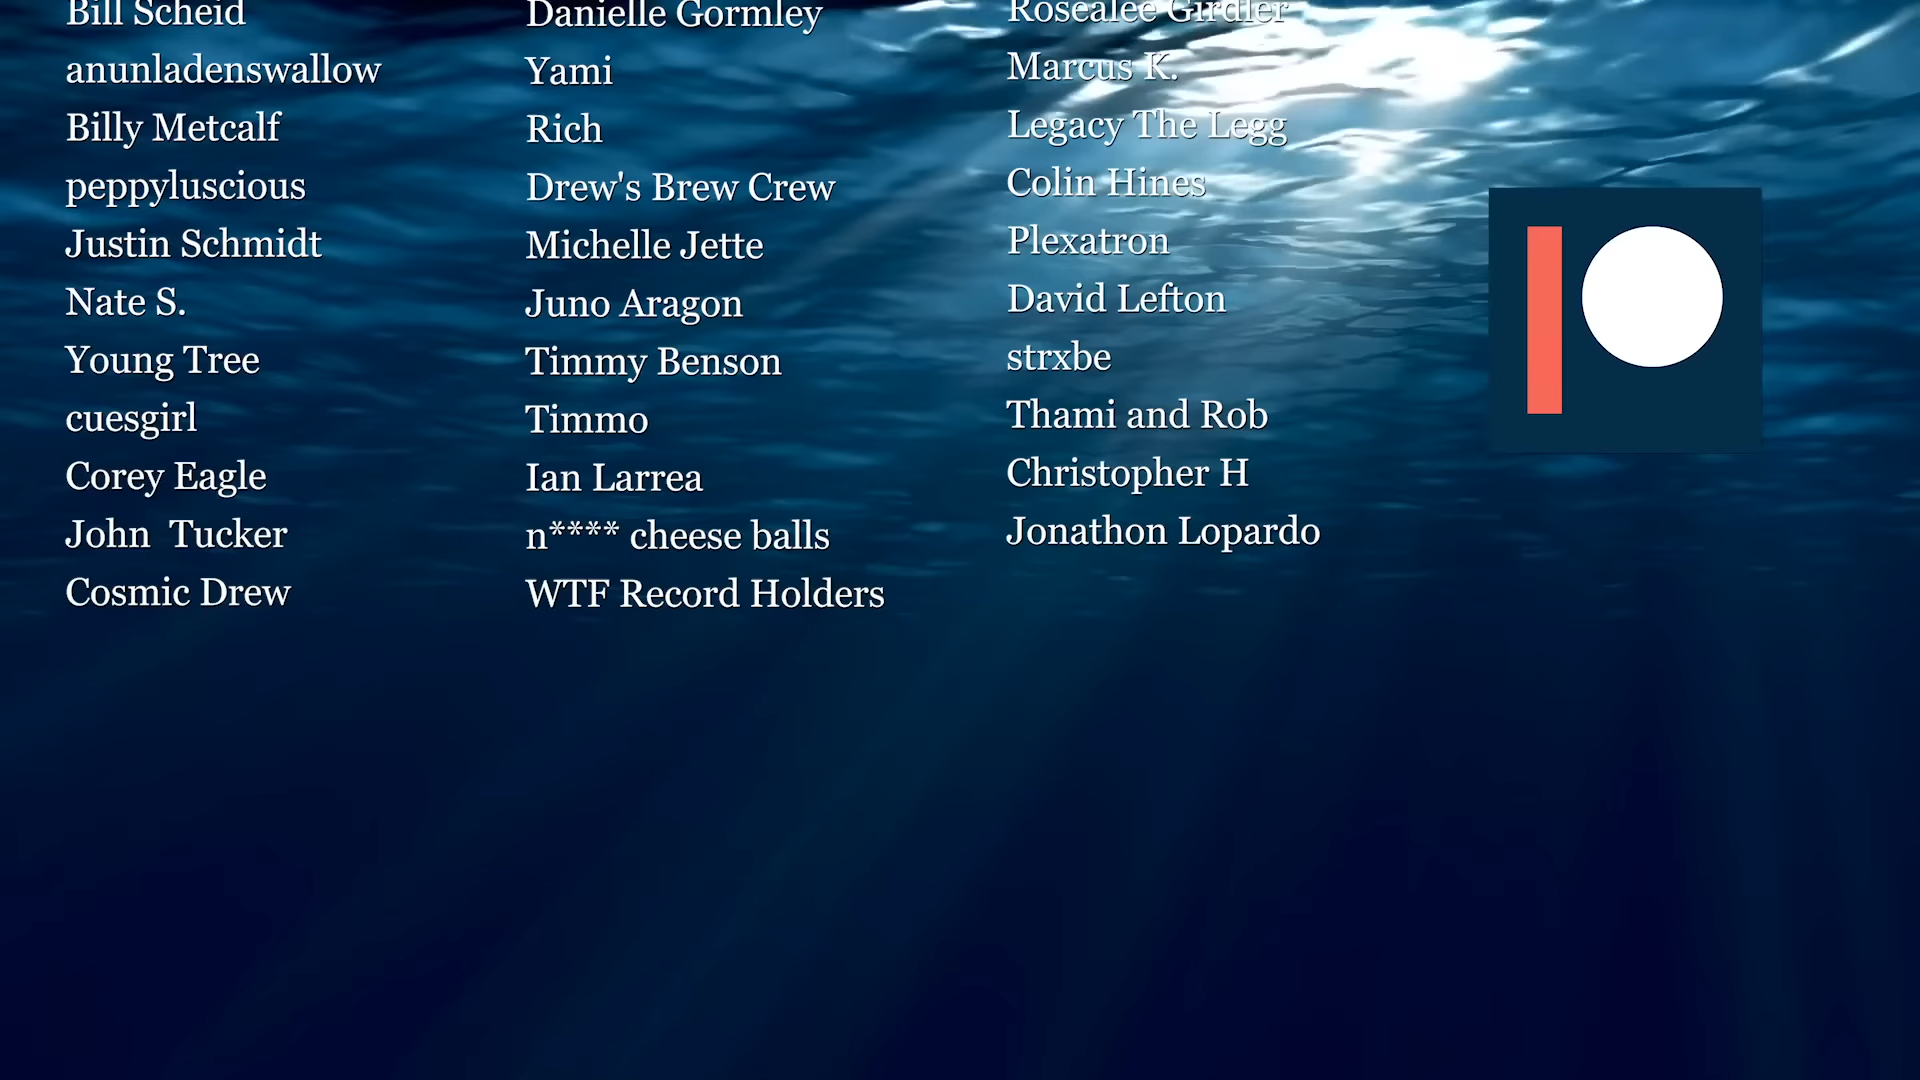 Bill Scheid
anunladenswallow
Billy Metcalf
peppyluscious
Justin Schmidt
Nate S.
Young Tree
cuesgirl
Corey Eagle
John  Tucker
Cosmic Drew
Danielle Gormley
Yami
Rich
Drew's Brew Crew
Michelle Jette
Juno Aragon
Timmy Benson
Timmo
Ian Larrea
n**** cheese balls
WTF Record Holders
Rosealee Girdler
Marcus K.
Legacy The Legg
Colin Hines
Plexatron
David Lefton
strxbe
Thami and Rob
Christopher H
Jonathon Lopardo